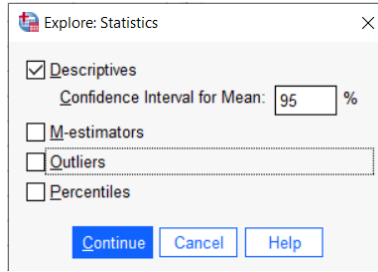 Explore: Statistics
Descriptives
Confidence Interval for Mean: 95 %
M-estimators
Outliers
Percentiles
Continue Cancel Help